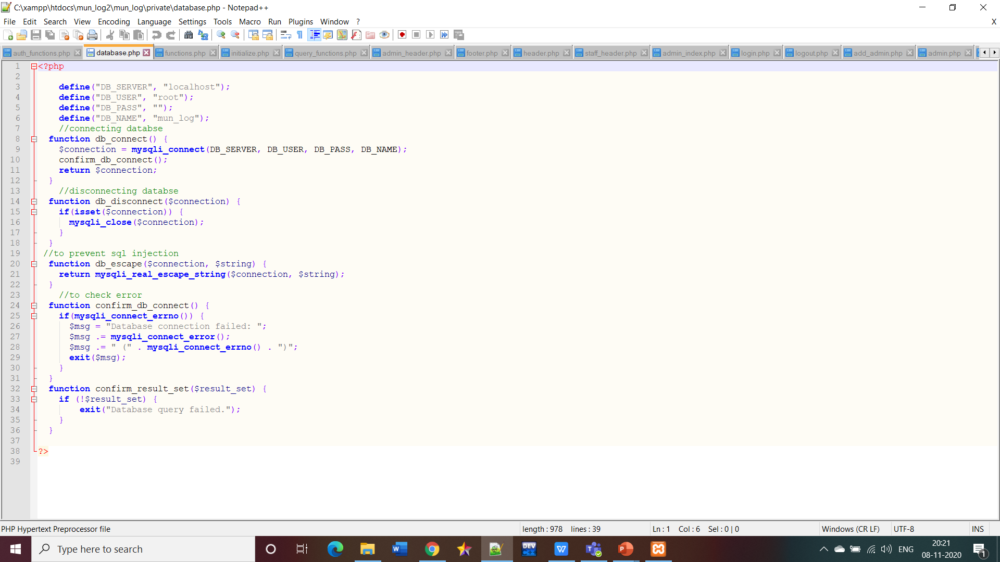 C:\xampp\htdocs\mun_log2\mun_log\private\database.php - Notepad++
File Edit Search View Encoding Language Settings Tools Macro Run Plugins Window ? X
auth_functions.php database.php functions.php initialize.php query_functions.php admin_header.php footer.php header.php staff_header.php admin_index.php login.php logout.php add_admin.php admin.php
1 <?php
2
3 define("DB_SERVER", "localhost");
4 define("DB_USER", "root");
5 define("DB_PASS", "");
6 define("DB_NAME", "mun_log");
7 //connecting databse
8 function db_connect() {
9 $connection = mysqli_connect(DB_SERVER, DB_USER, DB_PASS, DB_NAME);
10 confirm_db_connect();
11 return $connection;
12 }
13 //disconnecting databse
14 function db_disconnect($connection) {
15 if(isset($connection)) {
16 mysqli_close($connection);
17 }
18 }
19 //to prevent sql injection
20 function db_escape($connection, $string) {
21 return mysqli_real_escape_string($connection, $string);
22 }
23 //to check error
24 function confirm_db_connect() {
25 if(mysqli_connect_errno()) {
26 $msg = "Database connection failed: ";
27 $msg .= mysqli_connect_error();
28 $msg .= " (" . mysqli_connect_errno() . ")";
29 exit($msg);
30 }
31 }
32 function confirm_result_set($result_set) {
33 if (!$result_set) {
34 exit("Database query failed.");
35 }
36 }
37
38 ?>
39
PHP Hypertext Preprocessor file length : 978 lines : 39 Ln : 1 Col : 6 Sel : 0 | 0 Windows (CR LF) UTF-8 INS
Type here to search
DEV C++
ENG
20:21
08-11-2020
1